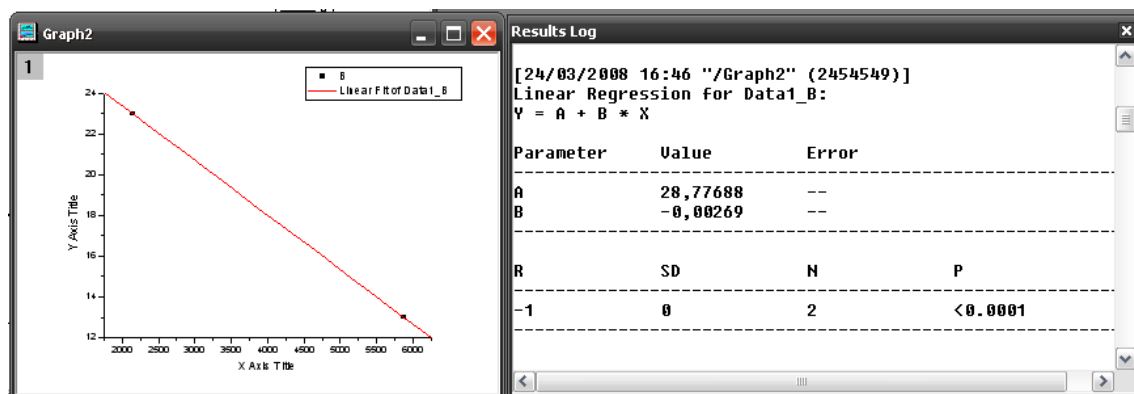 Graph2
1
B
Linear Fit of Data1_B
24
22
20
18
16
14
12
Y Axis Title
2000 2500 3000 3500 4000 4500 5000 5500 6000
X Axis Title
Results Log
[24/03/2008 16:46 "/Graph2" (2454549)]
Linear Regression for Data1_B:
Y = A + B * X
Parameter Value Error
------------------------------------------------------------
A 28,77688 --
B -0,00269 --
------------------------------------------------------------
R SD N P
------------------------------------------------------------
-1 0 2 <0.0001
------------------------------------------------------------